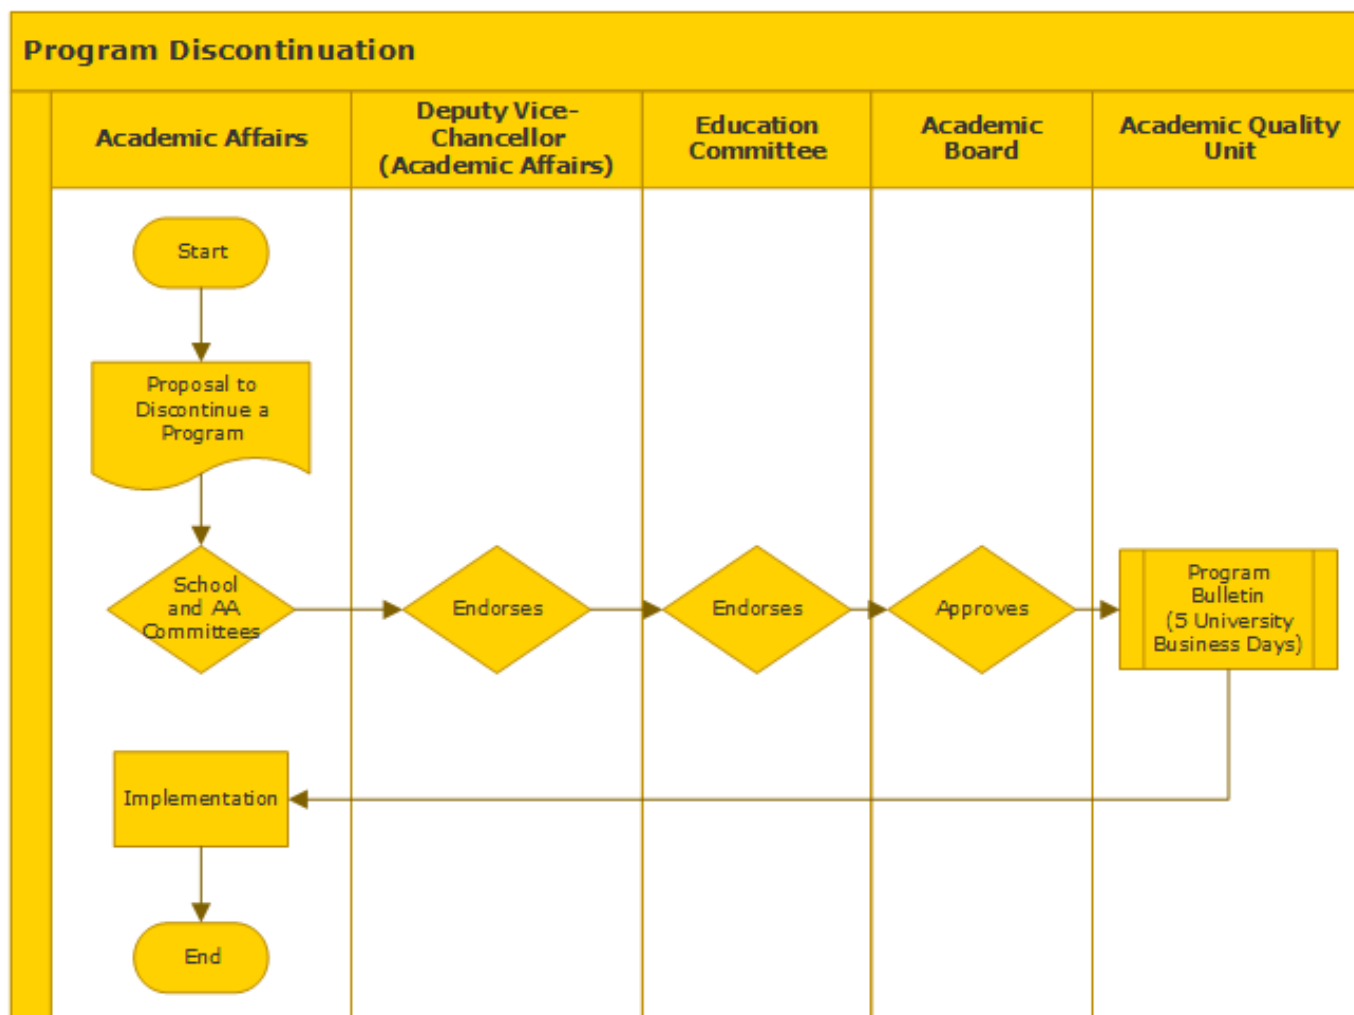 Program Discontinuation
Academic Affairs
Deputy Vice-
Chancellor
(Academic Affairs)
Education
Committee
Academic
Board
Academic Quality
Unit
Start
Proposal to
Discontinue a
Program
School
and AA
Committees
Endorses
Endorses
Approves
Program
Bulletin
(5 University
Business Days)
Implementation
End